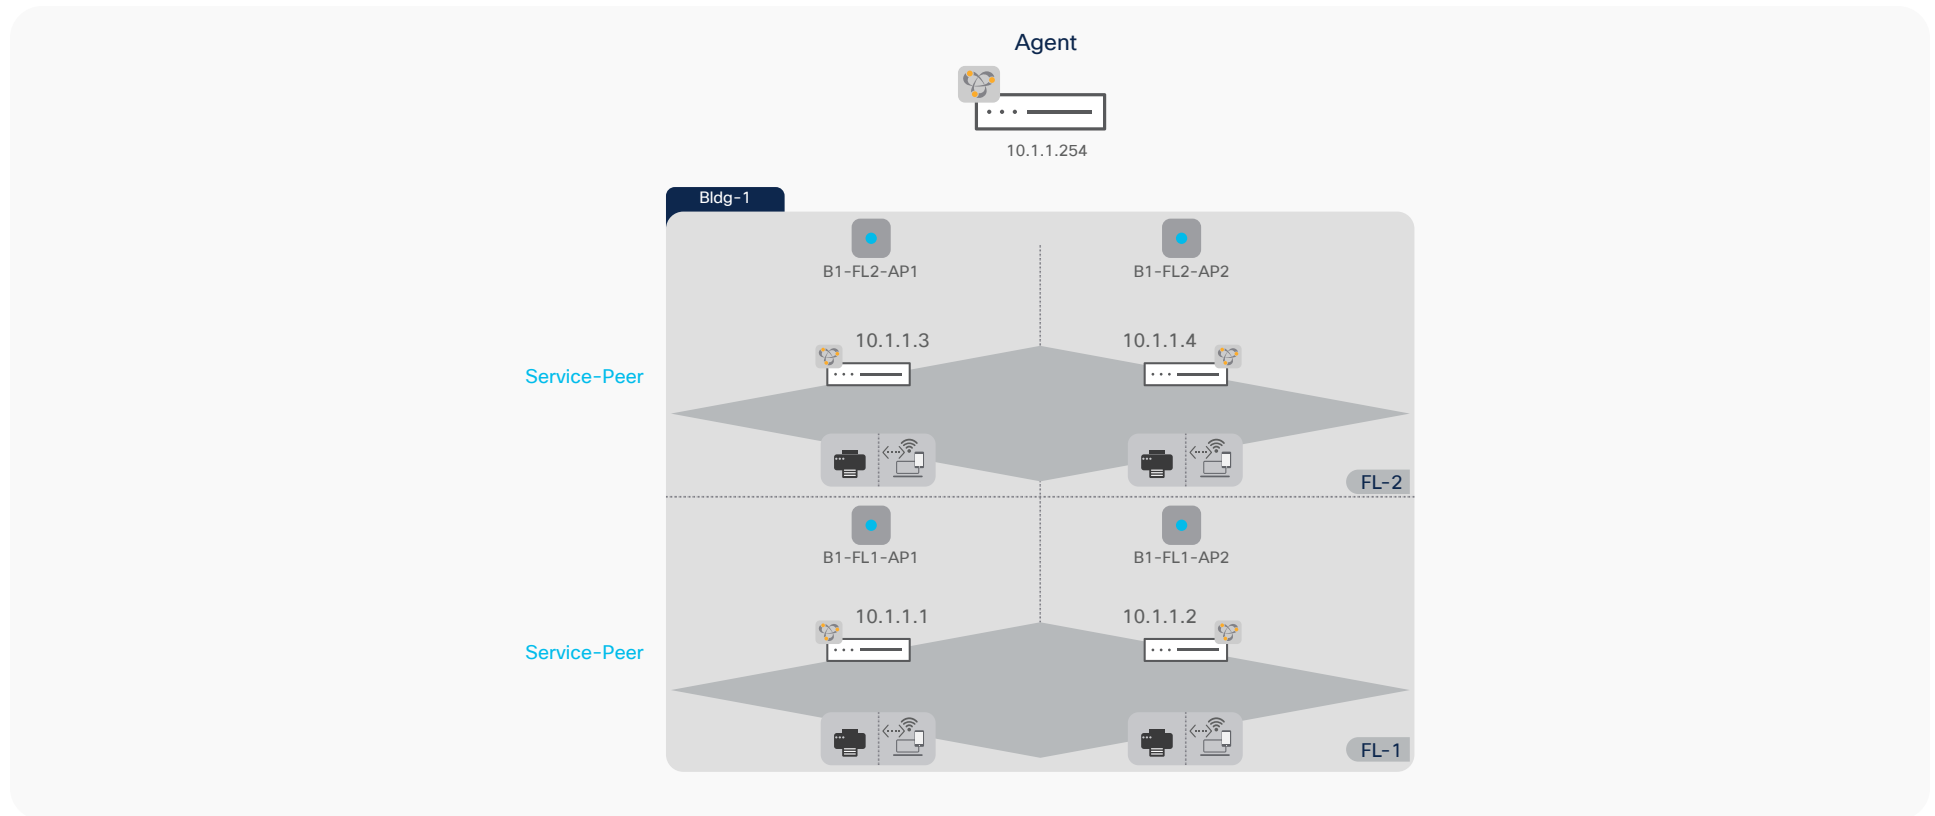 Agent
10.1.1.254
Bldg-1
B1-FL2-AP1
B1-FL2-AP2
10.1.1.3
10.1.1.4
Service-Peer
FL-2
B1-FL1-AP1
B1-FL1-AP2
10.1.1.1
10.1.1.2
Service-Peer
FL-1